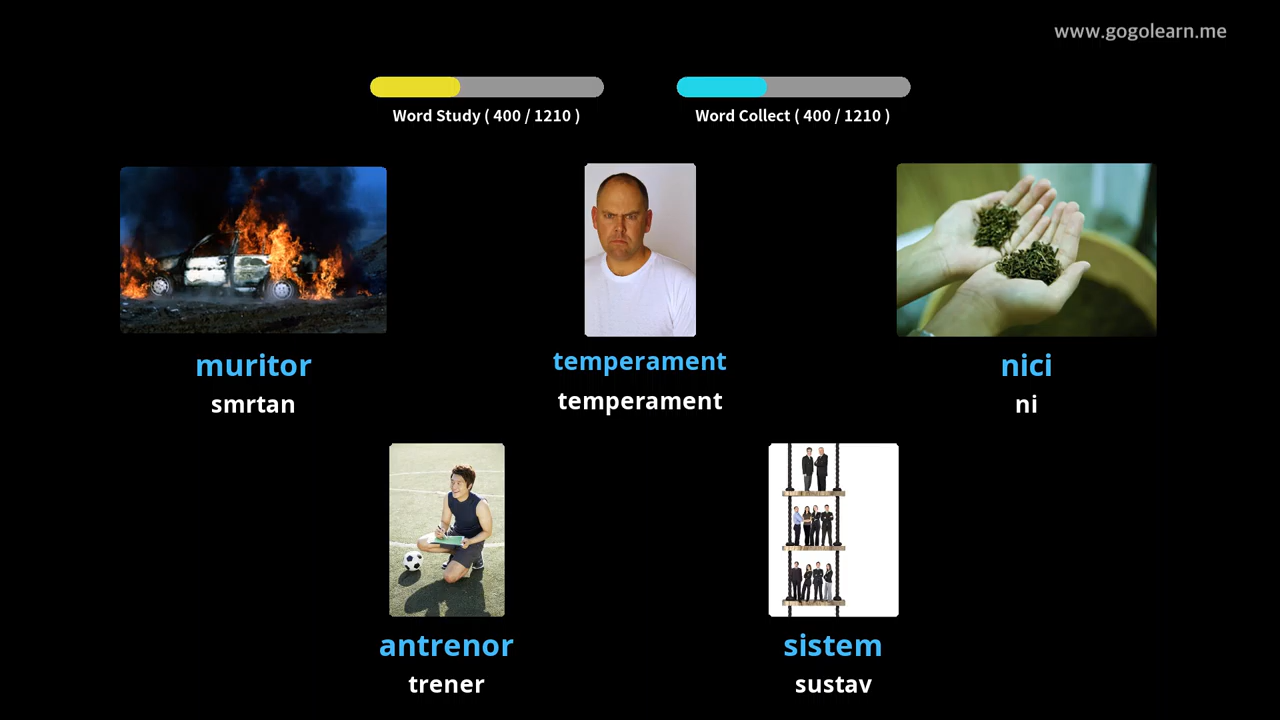 www.gogolearn.me
Word Study ( 400 / 1210 )
Word Collect ( 400 / 1210 )
muritor
smrtan
temperament
temperament
nici
ni
antrenor
trener
sistem
sustav